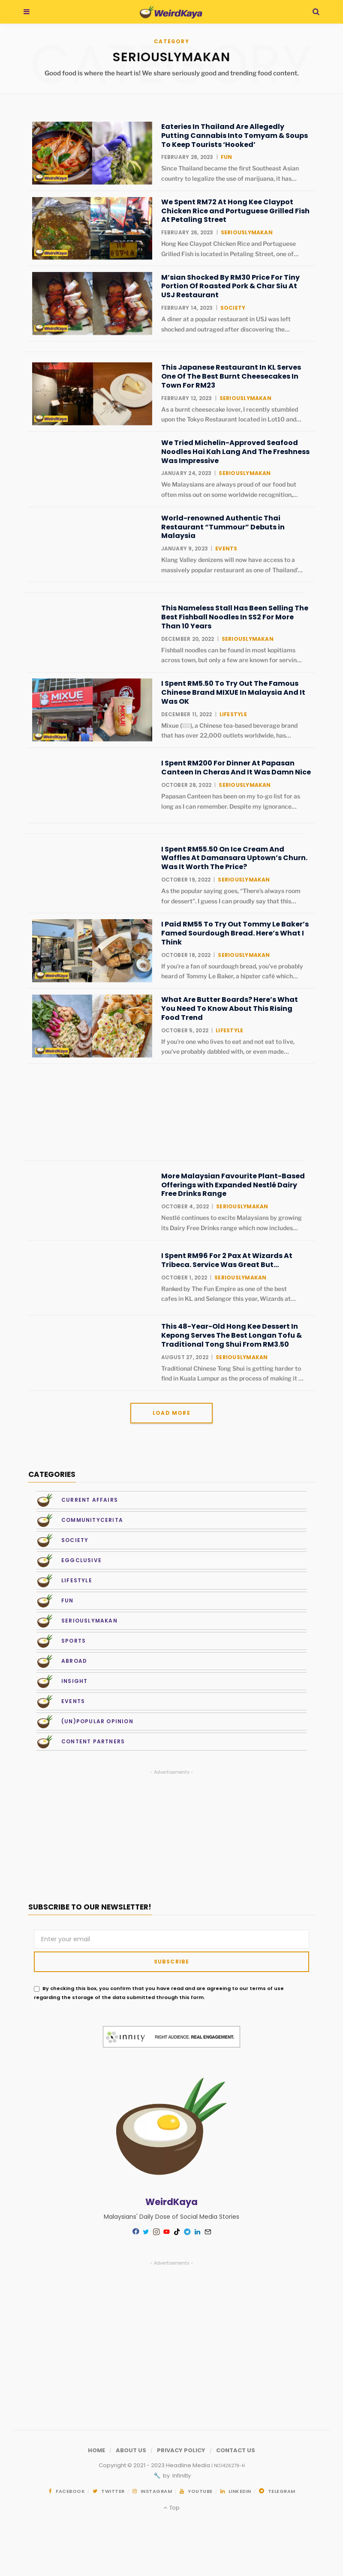 WeirdKaya
CATEGORY
SERIOUSLYMAKAN
Good food is where the heart is! We share seriously good and trending food content.
Eateries In Thailand Are Allegedly
Putting Cannabis Into Tomyam & Soups
To Keep Tourists ‘Hooked’
FEBRUARY 28, 2023 | FUN
Since Thailand became the first Southeast Asian
country to legalize the use of marijuana, it has…
We Spent RM72 At Hong Kee Claypot
Chicken Rice and Portuguese Grilled Fish
At Petaling Street
FEBRUARY 26, 2023 | SERIOUSLYMAKAN
Hong Kee Claypot Chicken Rice and Portuguese
Grilled Fish is located in Petaling Street, one of…
M’sian Shocked By RM30 Price For Tiny
Portion Of Roasted Pork & Char Siu At
USJ Restaurant
FEBRUARY 14, 2023 | SOCIETY
A diner at a popular restaurant in USJ was left
shocked and outraged after discovering the…
This Japanese Restaurant In KL Serves
One Of The Best Burnt Cheesecakes In
Town For RM23
FEBRUARY 12, 2023 | SERIOUSLYMAKAN
As a burnt cheesecake lover, I recently stumbled
upon the Tokyo Restaurant located in Lot10 and…
We Tried Michelin-Approved Seafood
Noodles Hai Kah Lang And The Freshness
Was Impressive
JANUARY 24, 2023 | SERIOUSLYMAKAN
We Malaysians are always proud of our food but
often miss out on some worldwide recognition,…
World-renowned Authentic Thai
Restaurant “Tummour” Debuts in
Malaysia
JANUARY 9, 2023 | EVENTS
Klang Valley denizens will now have access to a
massively popular restaurant as one of Thailand’…
This Nameless Stall Has Been Selling The
Best Fishball Noodles In SS2 For More
Than 10 Years
DECEMBER 20, 2022 | SERIOUSLYMAKAN
Fishball noodles can be found in most kopitiams
across town, but only a few are known for servin…
I Spent RM5.50 To Try Out The Famous
Chinese Brand MIXUE In Malaysia And It
Was OK
DECEMBER 11, 2022 | LIFESTYLE
Mixue (), a Chinese tea-based beverage brand
that has over 22,000 outlets worldwide, has…
I Spent RM200 For Dinner At Papasan
Canteen In Cheras And It Was Damn Nice
OCTOBER 28, 2022 | SERIOUSLYMAKAN
Papasan Canteen has been on my to-go list for as
long as I can remember. Despite my ignorance…
I Spent RM55.50 On Ice Cream And
Waffles At Damansara Uptown’s Churn.
Was It Worth The Price?
OCTOBER 19, 2022 | SERIOUSLYMAKAN
As the popular saying goes, “There’s always room
for dessert”. I guess I can proudly say that this…
I Paid RM55 To Try Out Tommy Le Baker’s
Famed Sourdough Bread. Here’s What I
Think
OCTOBER 18, 2022 | SERIOUSLYMAKAN
If you’re a fan of sourdough bread, you’ve probably
heard of Tommy Le Baker, a hipster café which…
What Are Butter Boards? Here’s What
You Need To Know About This Rising
Food Trend
OCTOBER 5, 2022 | LIFESTYLE
If you’re one who lives to eat and not eat to live,
you’ve probably dabbled with, or even made…
More Malaysian Favourite Plant-Based
Offerings with Expanded Nestlé Dairy
Free Drinks Range
OCTOBER 4, 2022 | SERIOUSLYMAKAN
Nestlé continues to excite Malaysians by growing
its Dairy Free Drinks range which now includes…
I Spent RM96 For 2 Pax At Wizards At
Tribeca. Service Was Great But…
OCTOBER 1, 2022 | SERIOUSLYMAKAN
Ranked by The Fun Empire as one of the best
cafes in KL and Selangor this year, Wizards at…
This 48-Year-Old Hong Kee Dessert In
Kepong Serves The Best Longan Tofu &
Traditional Tong Shui From RM3.50
AUGUST 27, 2022 | SERIOUSLYMAKAN
Traditional Chinese Tong Shui is getting harder to
find in Kuala Lumpur as the process of making it …
LOAD MORE
CATEGORIES
CURRENT AFFAIRS
COMMUNITYCERITA
SOCIETY
EGGCLUSIVE
LIFESTYLE
FUN
SERIOUSLYMAKAN
SPORTS
ABROAD
INSIGHT
EVENTS
(UN)POPULAR OPINION
CONTENT PARTNERS
- Advertisements -
SUBSCRIBE TO OUR NEWSLETTER!
Enter your email
SUBSCRIBE
By checking this box, you confirm that you have read and are agreeing to our terms of use
regarding the storage of the data submitted through this form.
innity RIGHT AUDIENCE. REAL ENGAGEMENT.
WeirdKaya
Malaysians' Daily Dose of Social Media Stories
- Advertisements -
HOME / ABOUT US / PRIVACY POLICY / CONTACT US
Copyright © 2021 - 2023 Headline Media
by Infinity
FACEBOOK TWITTER INSTAGRAM YOUTUBE LINKEDIN TELEGRAM
Top